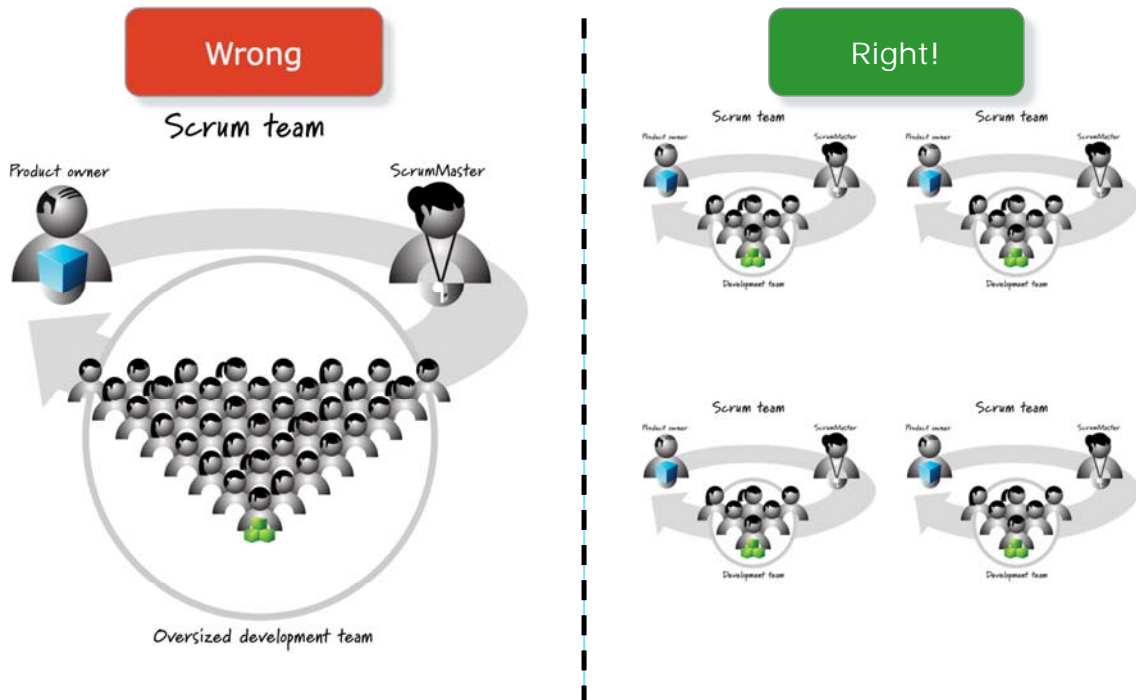 Wrong
Scrum team
Product owner
ScrumMaster
Oversized development team
Right!
Scrum team
Product owner
ScrumMaster
Development team
Scrum team
Product owner
ScrumMaster
Development team
Scrum team
Product owner
ScrumMaster
Development team
Scrum team
Product owner
ScrumMaster
Development team